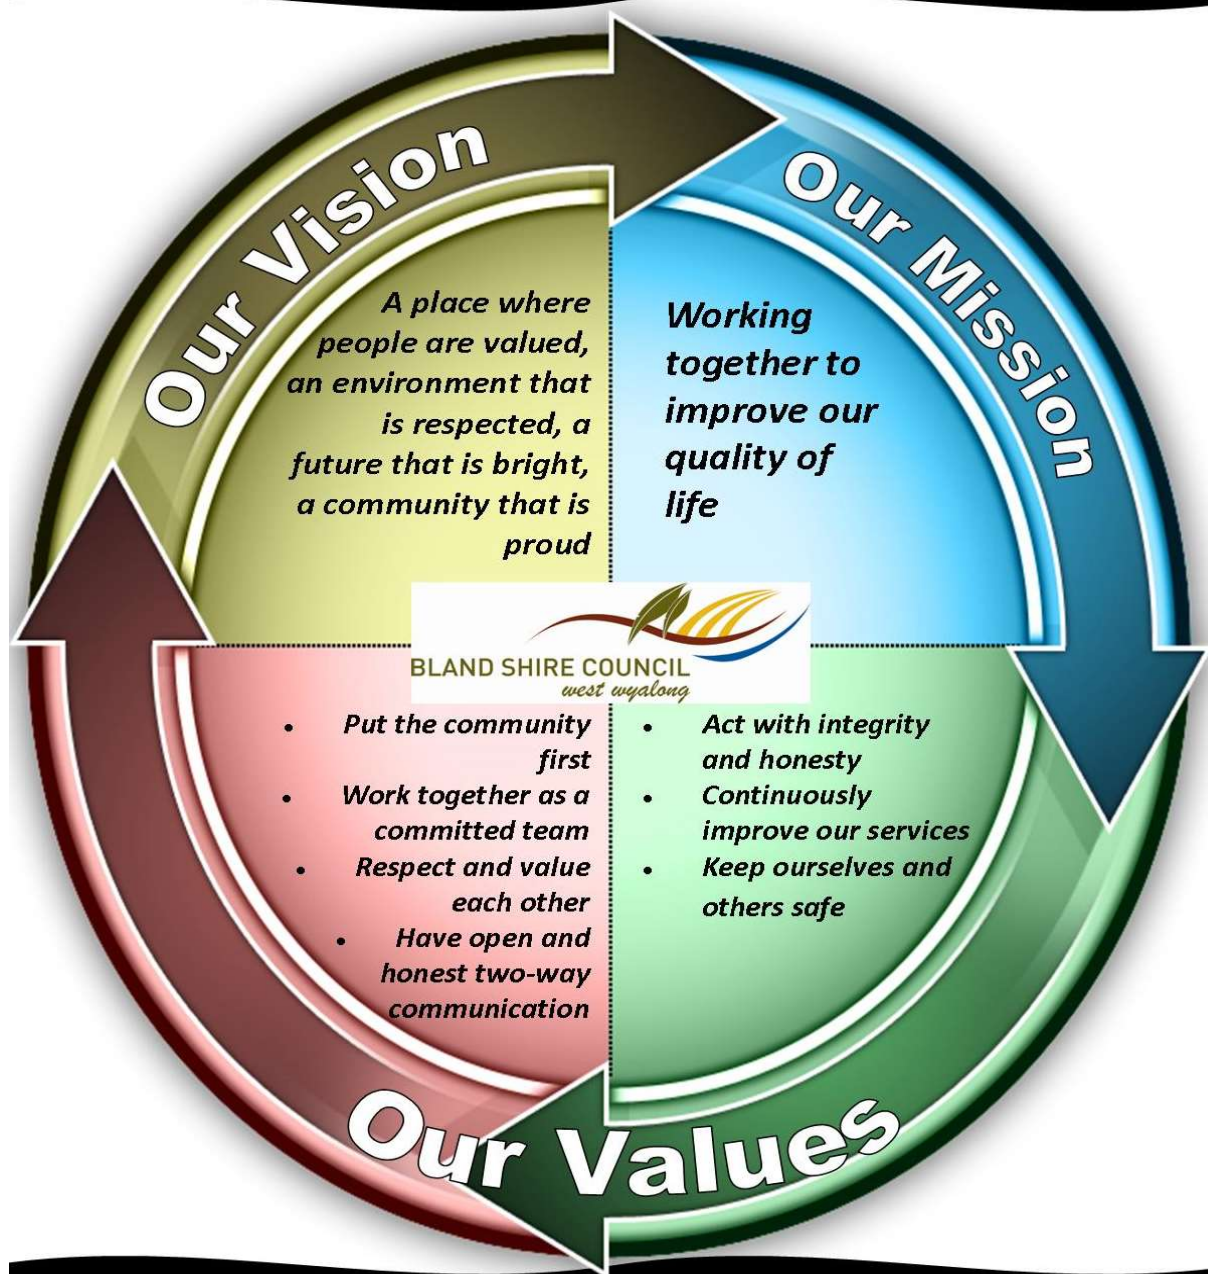 Our Vision
A place where
people are valued,
an environment that
is respected, a
future that is bright,
a community that is
proud
Our Mission
Working
together to
improve our
quality of
life
BLAND SHIRE COUNCIL
west wyalong
• Put the community
first
• Work together as a
committed team
• Respect and value
each other
• Have open and
honest two-way
communication
• Act with integrity
and honesty
• Continuously
improve our services
• Keep ourselves and
others safe
Our Values